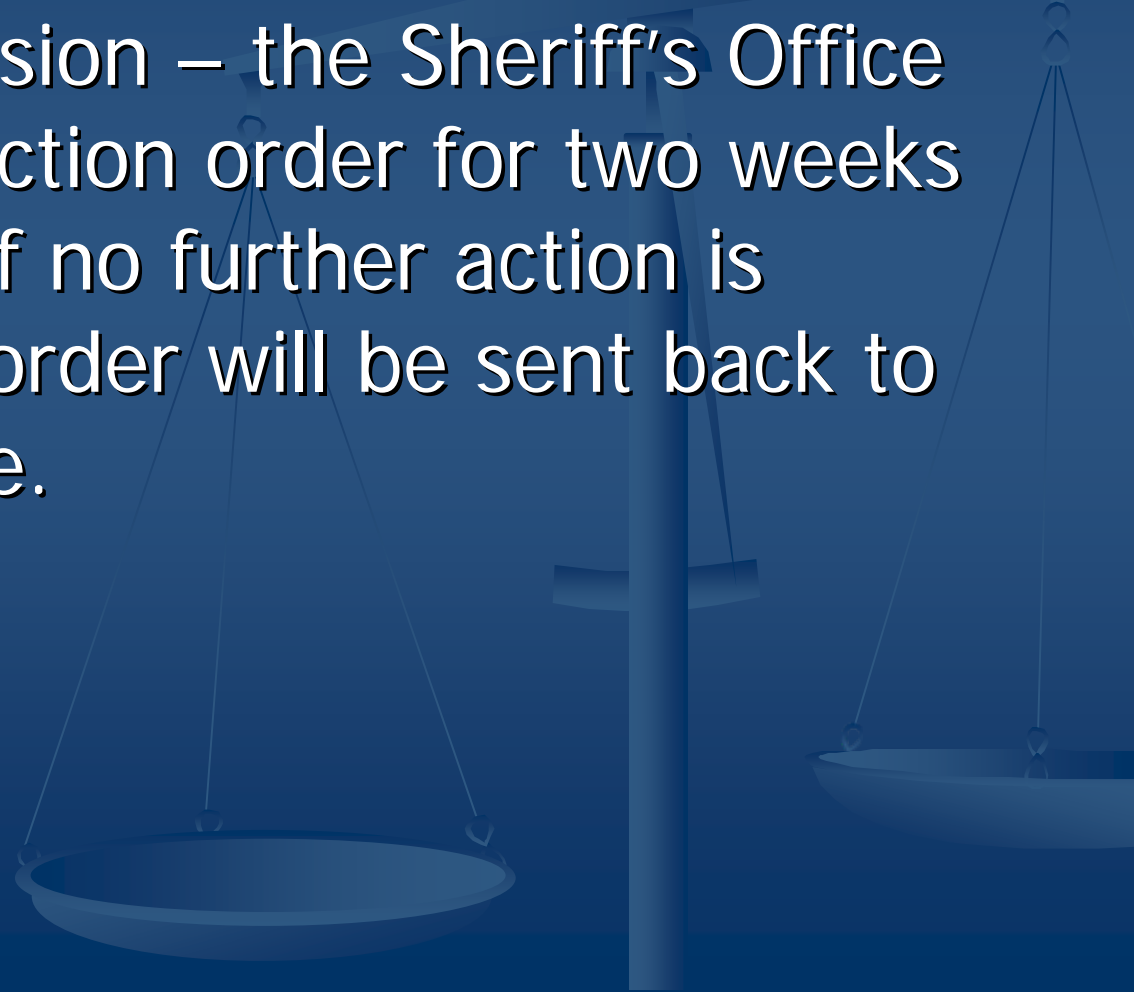 sion – the Sheriff's Office
ction order for two weeks
f no further action is
order will be sent back to
e.